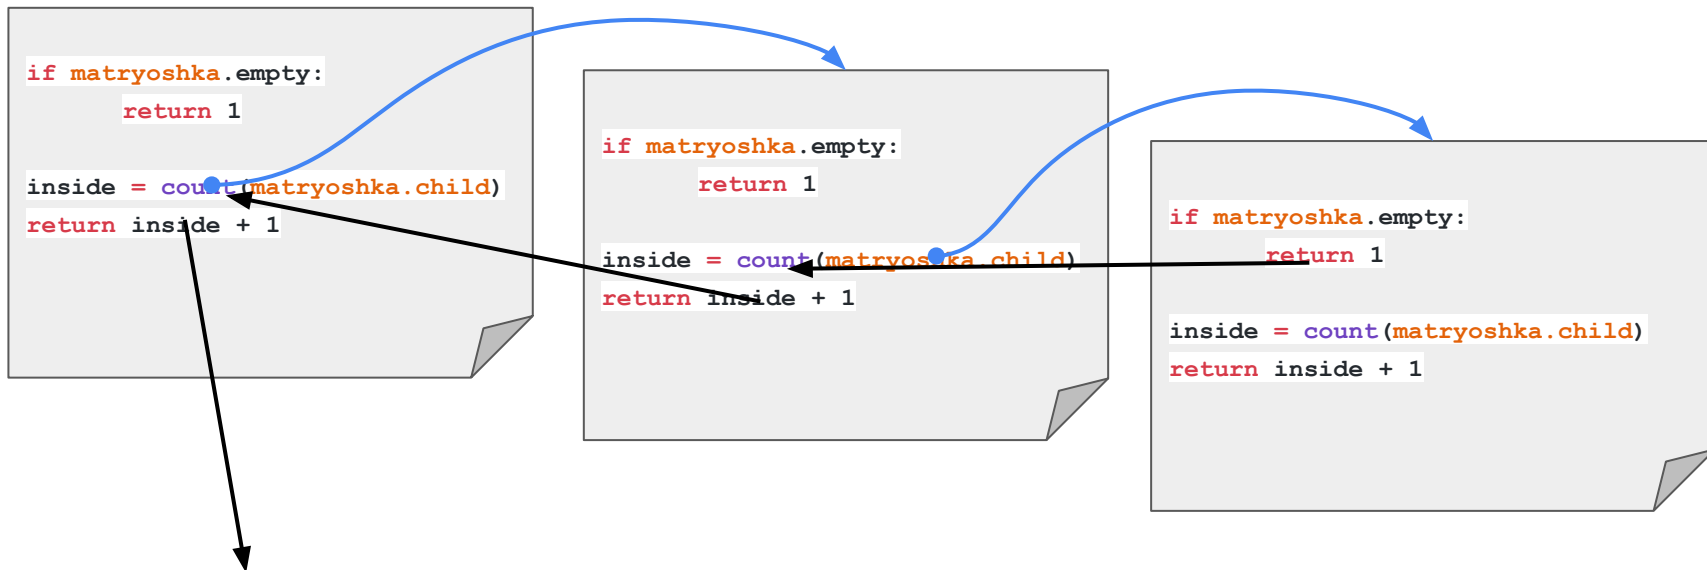 if matryoshka.empty:
return 1
inside = count(matryoshka.child)
return inside + 1
if matryoshka.empty:
return 1
inside = count(matryoshka.child)
return inside + 1
if matryoshka.empty:
return 1
inside = count(matryoshka.child)
return inside + 1